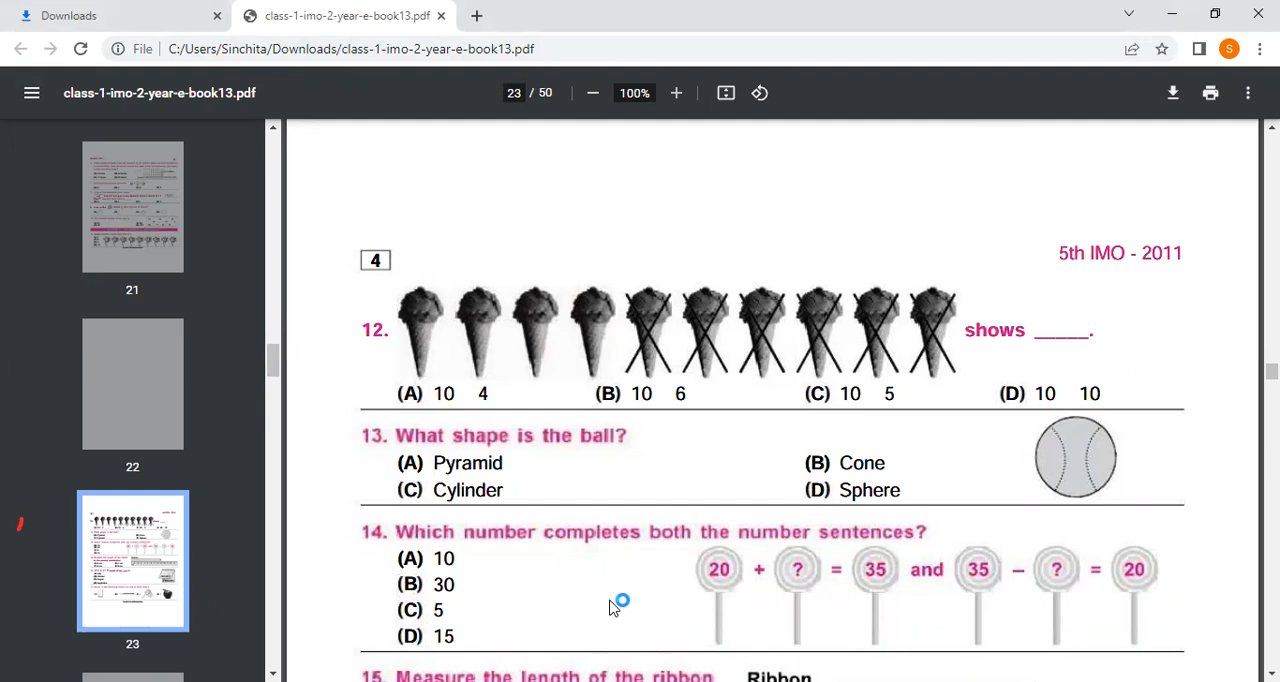 Downloads
class-1-imo-2-year-e-book13.pdf
File
C:/Users/Sinchita/Downloads/class-1-imo-2-year-e-book13.pdf
S
class-1-imo-2-year-e-book13.pdf
23 / 50
100%
21
22
23
4
5th IMO - 2011
12.
shows _____.
(A) 10 4 (B) 10 6 (C) 10 5 (D) 10 10
13. What shape is the ball?
(A) Pyramid (B) Cone
(C) Cylinder (D) Sphere
14. Which number completes both the number sentences?
(A) 10
(B) 30
(C) 5
(D) 15
20 + ? = 35 and 35 – ? = 20
15. Measure the length of the ribbon
Ribbon